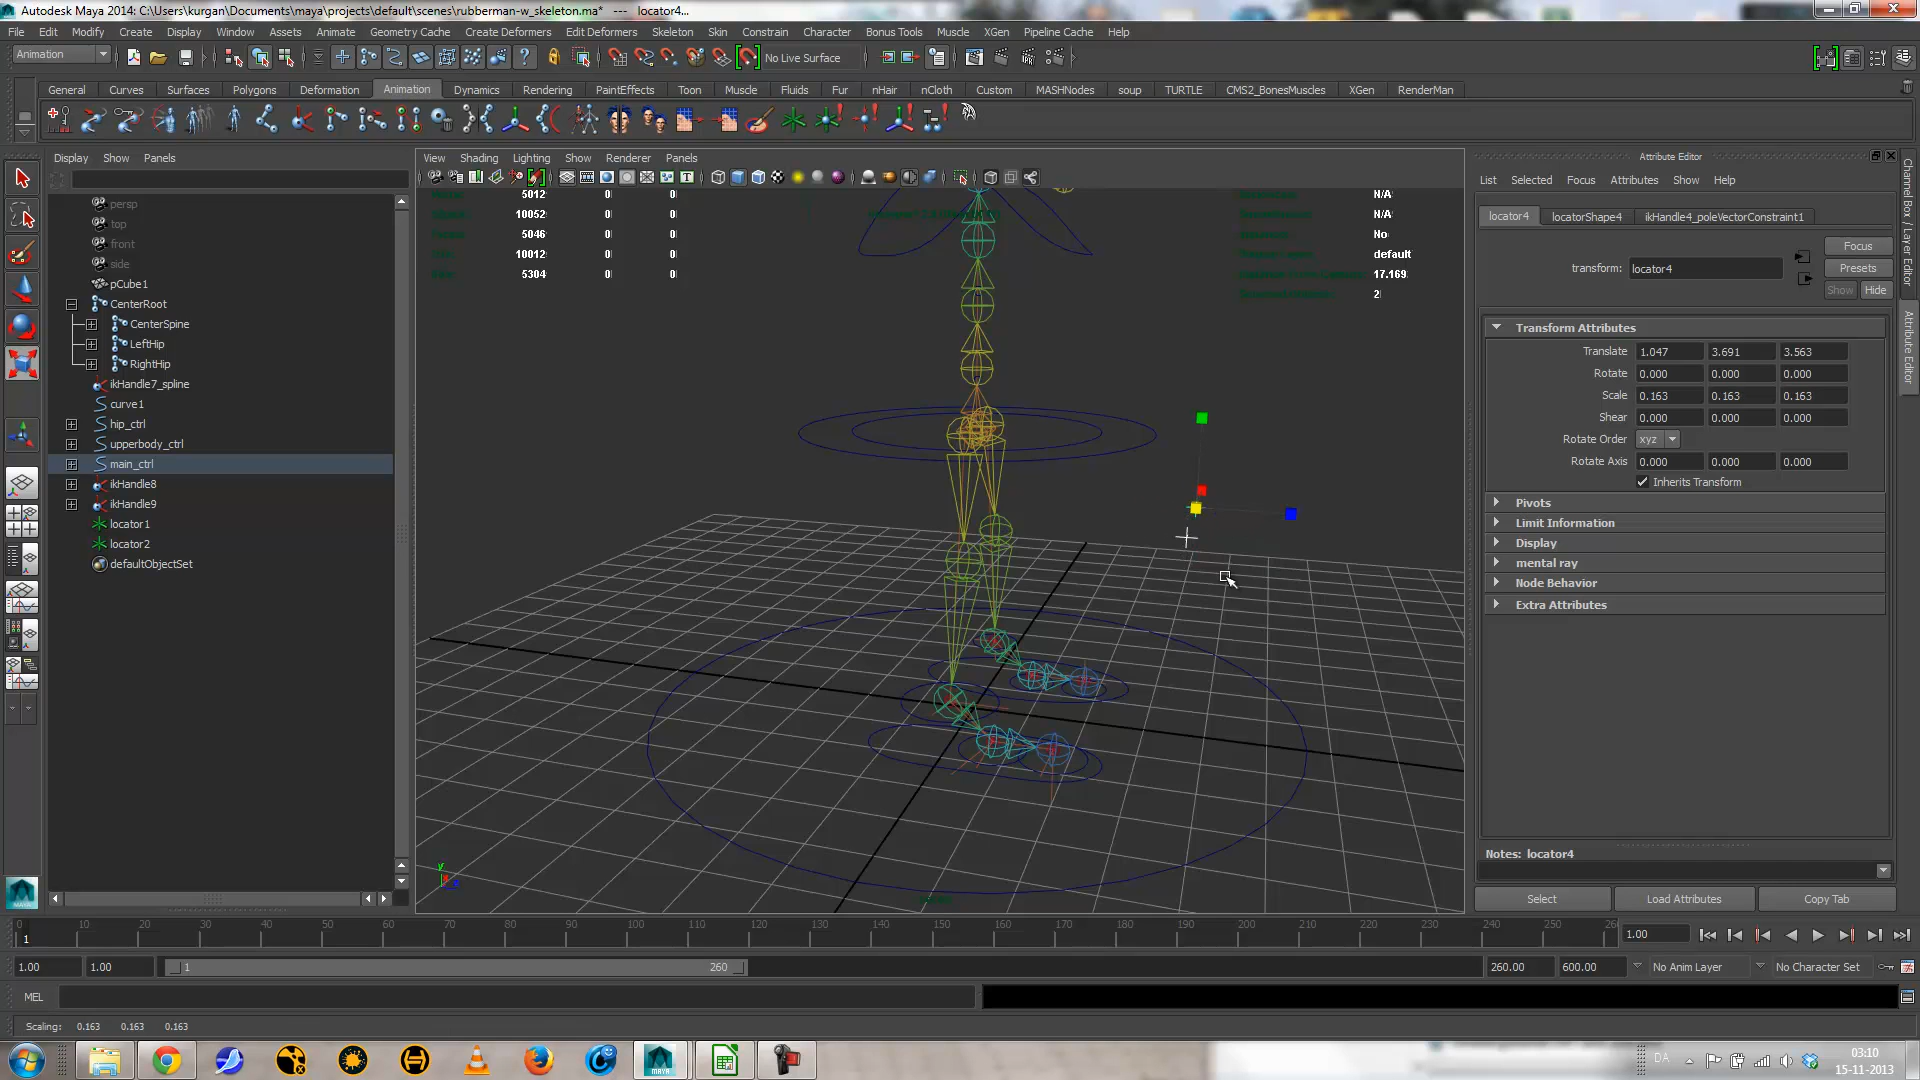 Autodesk Maya 2014: C:\Users\kurgan\Documents\maya\projects\default\scenes\rubberman-w_skeleton.ma* --- locator4...
File Edit Modify Create Display Window Assets Animate Geometry Cache Create Deformers Edit Deformers Skeleton Skin Constrain Character Bonus Tools Muscle XGen Pipeline Cache Help
Animation No Live Surface
General Curves Surfaces Polygons Deformation Animation Dynamics Rendering PaintEffects Toon Muscle Fluids Fur nHair nCloth Custom MASHNodes soup TURTLE CMS2_BonesMuscles XGen RenderMan
Display Show Panels
View Shading Lighting Show Renderer Panels
Attribute Editor
List Selected Focus Attributes Show Help
persp
top
front
side
pCube1
CenterRoot
CenterSpine
LeftHip
RightHip
ikHandle7_spline
curve1
hip_ctrl
upperbody_ctrl
main_ctrl
ikHandle8
ikHandle9
locator1
locator2
defaultObjectSet
5012 0 0
10052 0 0
5046 0 0
10012 0 0
5304 0 0
N/A
N/A
No
default
17.169
2
locator4 locatorShape4 ikHandle4_poleVectorConstraint1
Focus
transform: locator4 Presets
Show Hide
Transform Attributes
Translate 1.047 3.691 3.563
Rotate 0.000 0.000 0.000
Scale 0.163 0.163 0.163
Shear 0.000 0.000 0.000
Rotate Order xyz
Rotate Axis 0.000 0.000 0.000
Inherits Transform
Pivots
Limit Information
Display
mental ray
Node Behavior
Extra Attributes
Notes: locator4
Select Load Attributes Copy Tab
Channel Box / Layer Editor
Attribute Editor
0 10 20 30 40 50 60 70 80 90 100 110 120 130 140 150 160 170 180 190 200 210 220 230 240 250 26
1 1.00
1.00 1.00 1 260 260.00 600.00 No Anim Layer No Character Set
MEL
Scaling: 0.163 0.163 0.163
MAYA
DA 03:10
15-11-2013